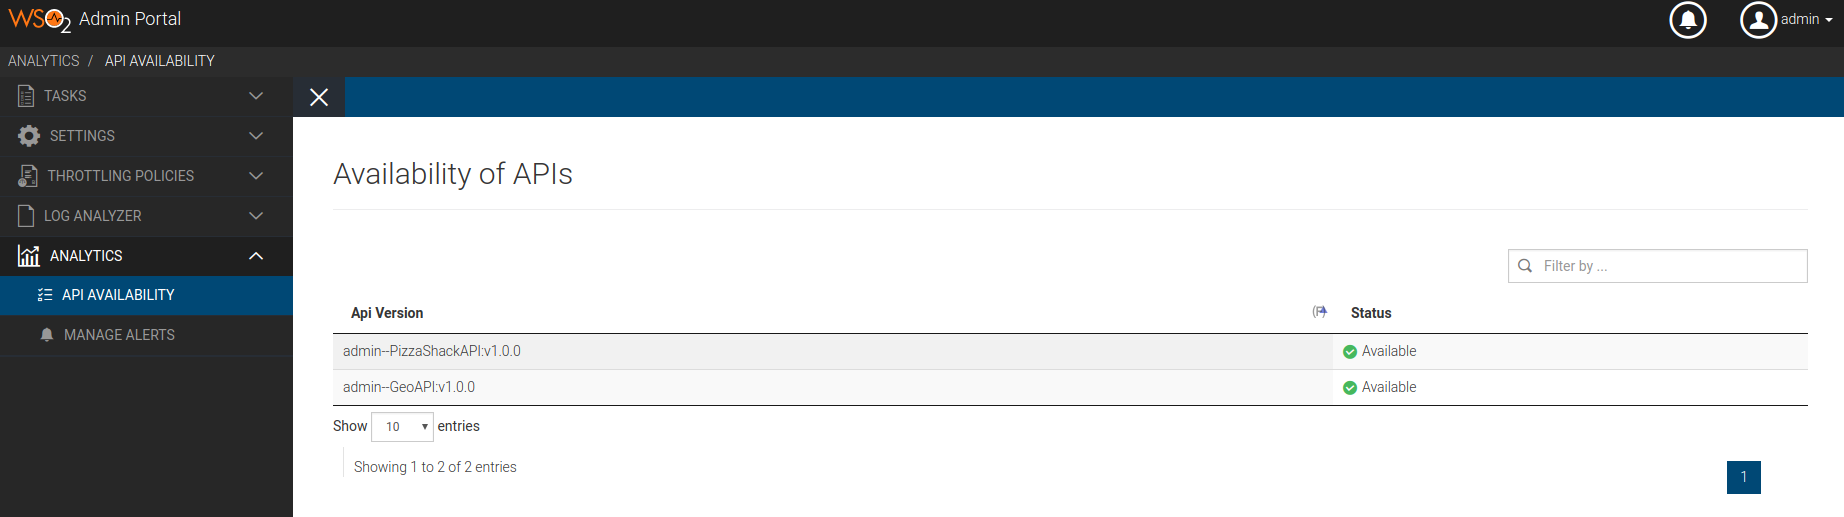 WSO2 Admin Portal
admin
ANALYTICS / API AVAILABILITY
TASKS
SETTINGS
THROTTLING POLICIES
LOG ANALYZER
ANALYTICS
API AVAILABILITY
MANAGE ALERTS
Availability of APIs
Filter by ...
Api Version Status
admin--PizzaShackAPI:v1.0.0 Available
admin--GeoAPI:v1.0.0 Available
Show 10 entries
Showing 1 to 2 of 2 entries
1